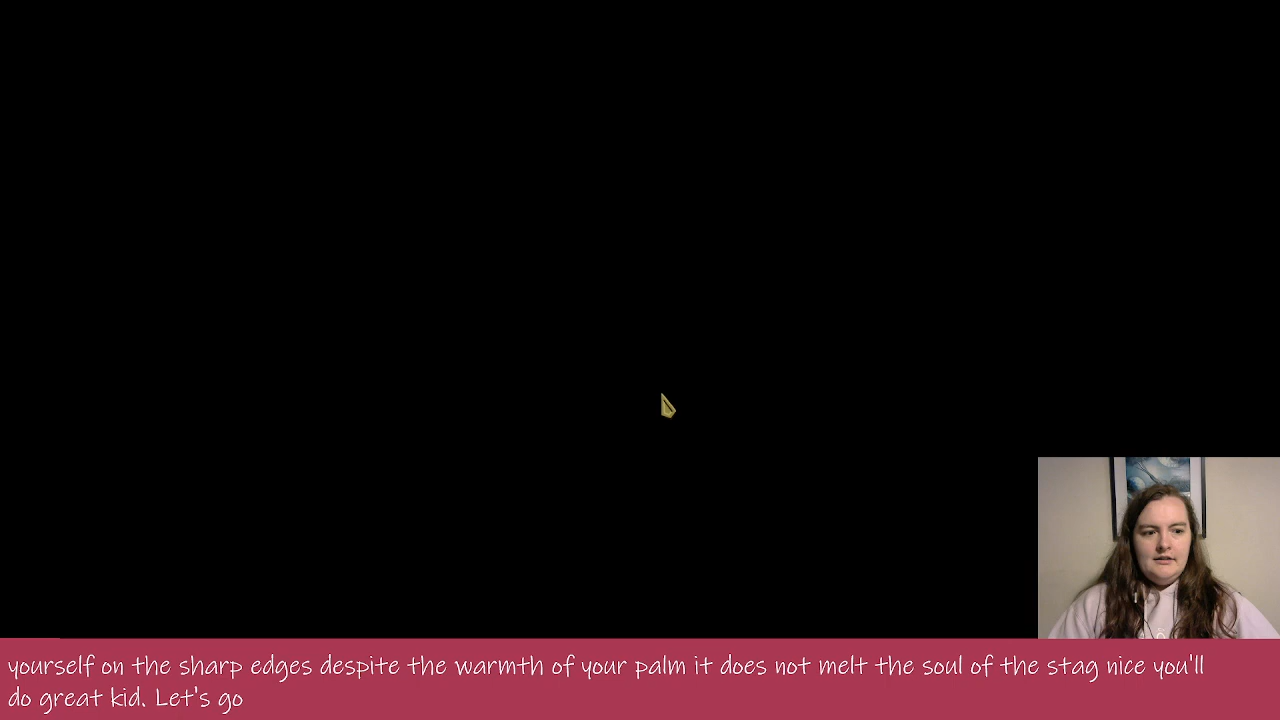 yourself on the sharp edges despite the warmth of your palm it does not melt the soul of the stag nice you'll
do great kid. Let's go